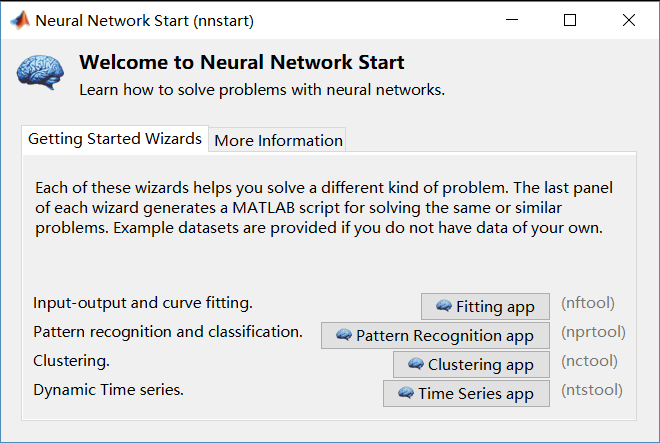 Neural Network Start (nnstart)
Welcome to Neural Network Start
Learn how to solve problems with neural networks.
Getting Started Wizards More Information
Each of these wizards helps you solve a different kind of problem. The last panel
of each wizard generates a MATLAB script for solving the same or similar
problems. Example datasets are provided if you do not have data of your own.
Input-output and curve fitting. Fitting app (nftool)
Pattern recognition and classification. Pattern Recognition app (nprtool)
Clustering. Clustering app (nctool)
Dynamic Time series. Time Series app (ntstool)